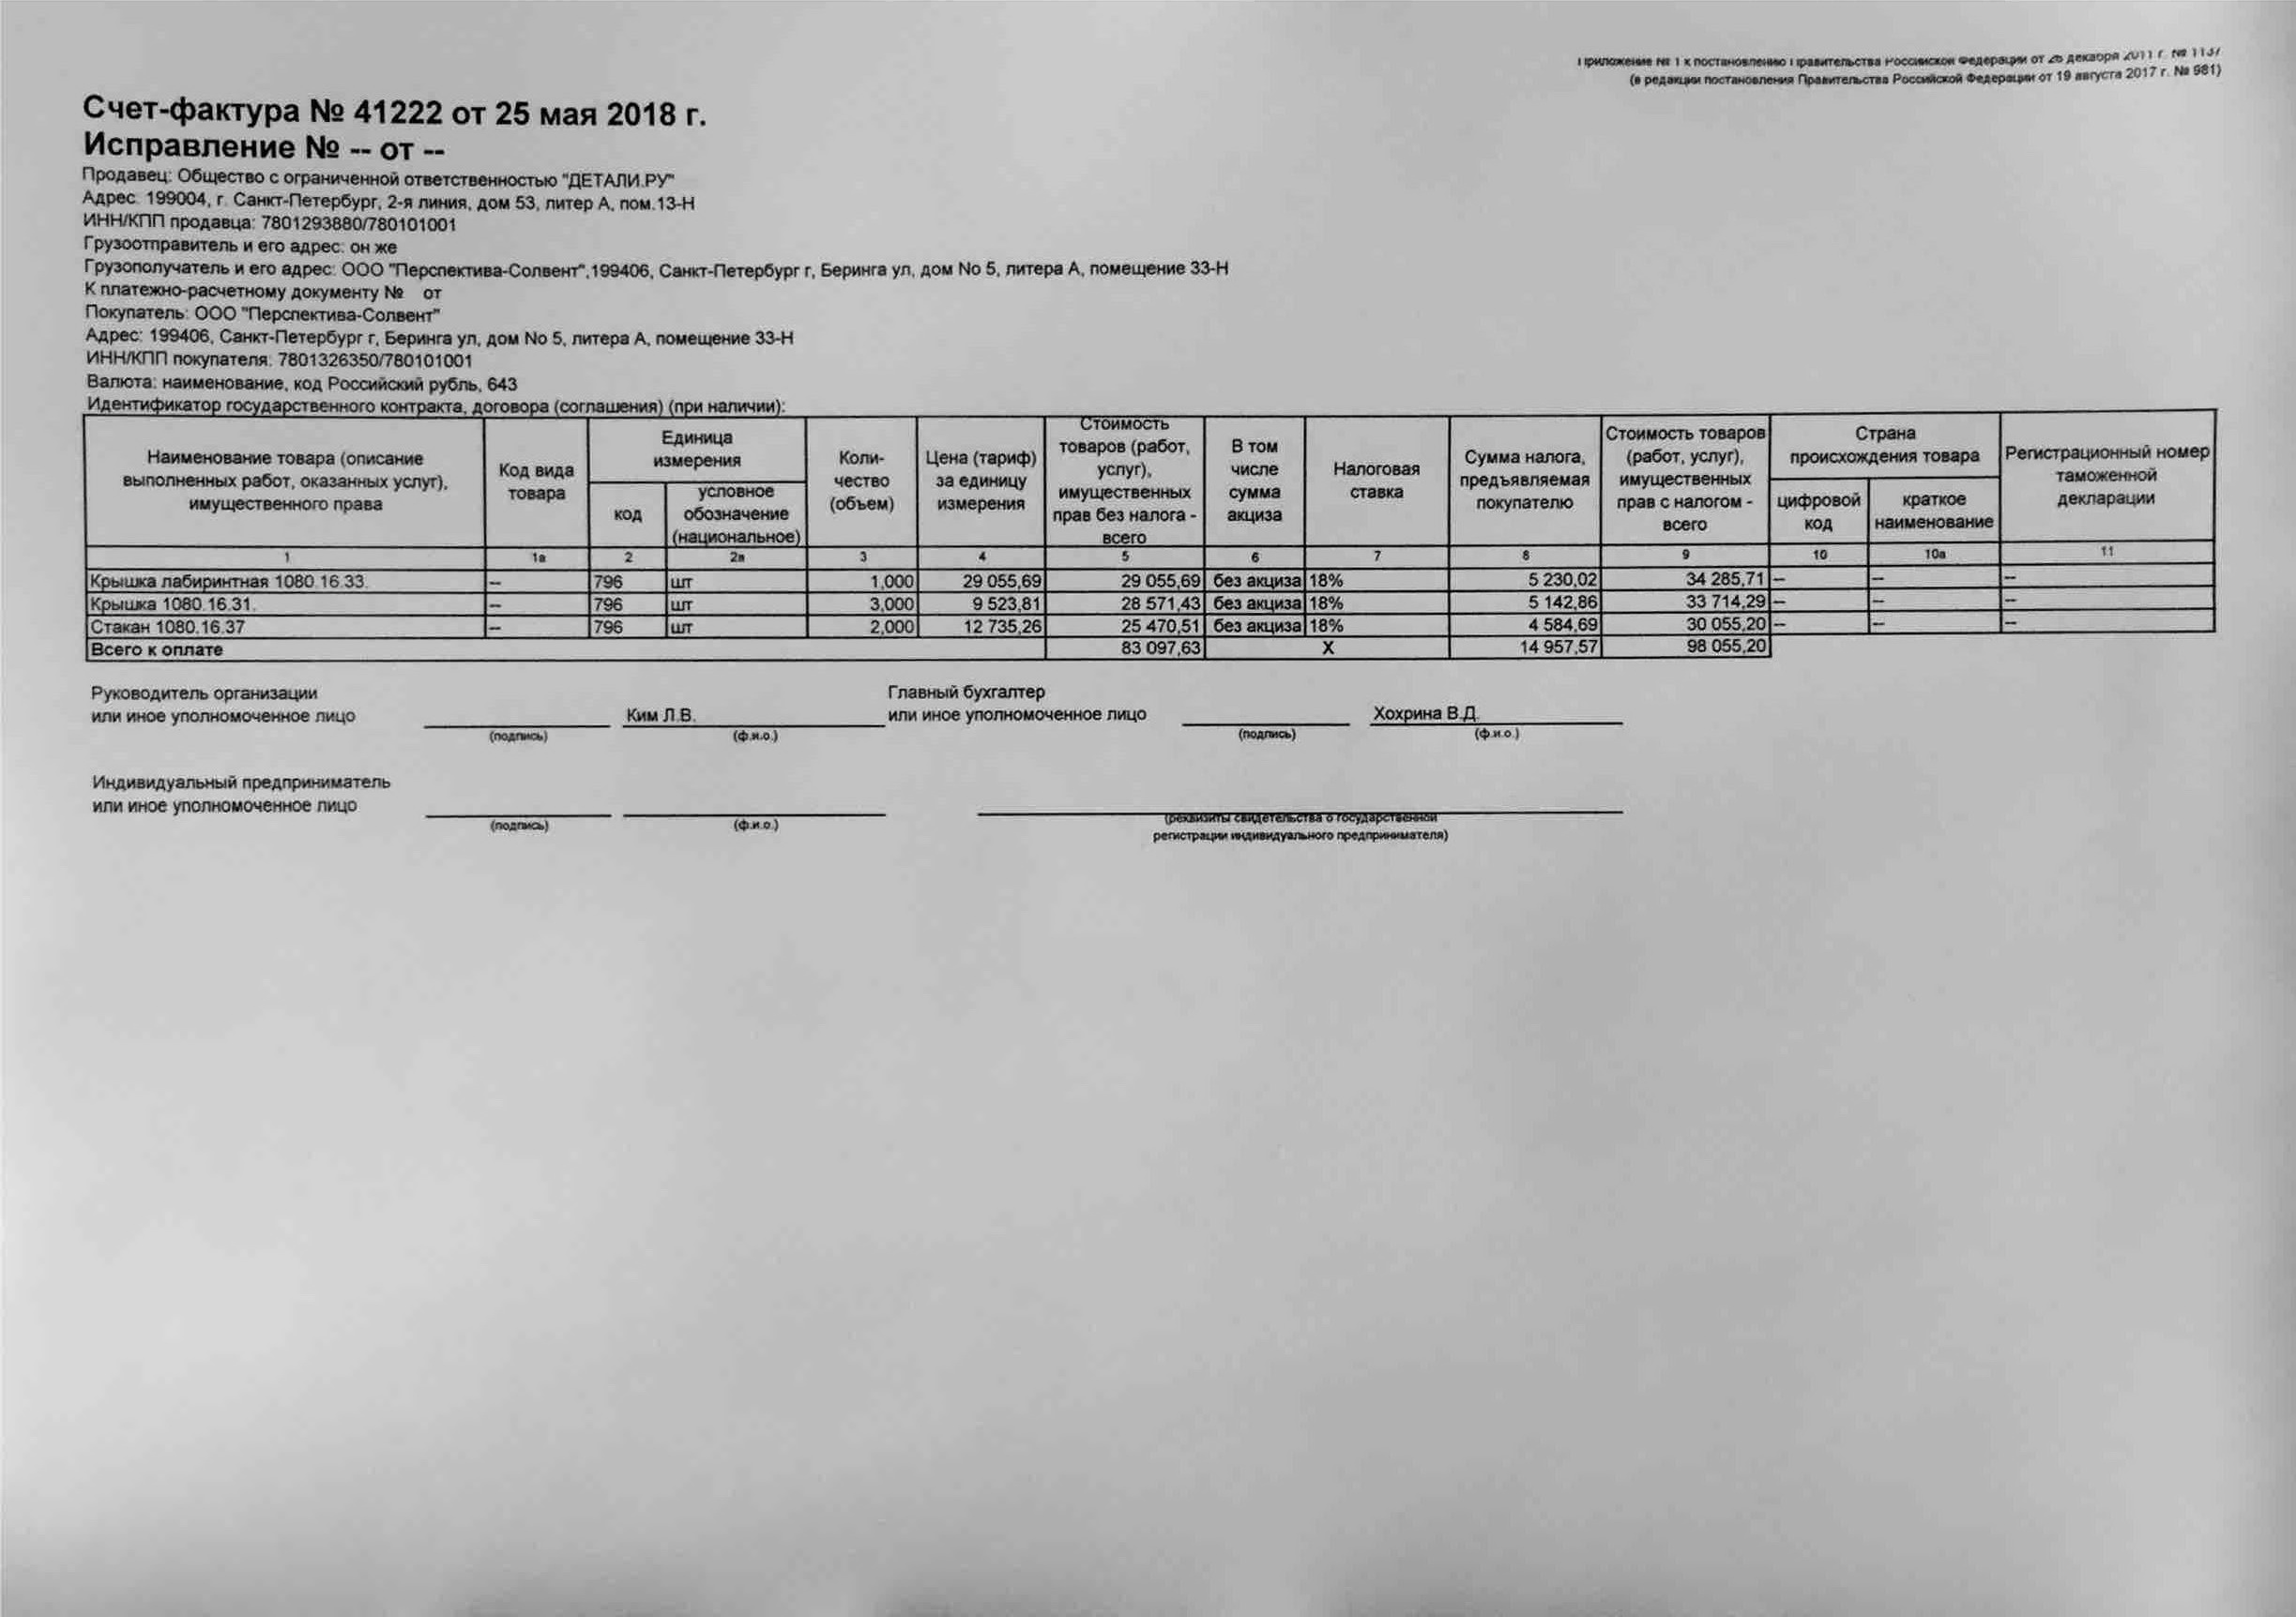 Приложение № 1 к постановлению Правительства Российской Федерации от 26 декабря 2011 г. № 1137
(в редакции постановления Правительства Российской Федерации от 19 августа 2017 г. № 981)
Счет-фактура № 41222 от 25 мая 2018 г.
Исправление № -- от --
Продавец: Общество с ограниченной ответственностью "ДЕТАЛИ.РУ"
Адрес: 199004, г. Санкт-Петербург, 2-я линия, дом 53, литер А, пом.13-Н
ИНН/КПП продавца: 7801293880/780101001
Грузоотправитель и его адрес: он же
Грузополучатель и его адрес: ООО "Перспектива-Солвент",199406, Санкт-Петербург г, Беринга ул, дом No 5, литера А, помещение 33-Н
К платежно-расчетному документу № от
Покупатель: ООО "Перспектива-Солвент"
Адрес: 199406, Санкт-Петербург г, Беринга ул, дом No 5, литера А, помещение 33-Н
ИНН/КПП покупателя: 7801326350/780101001
Валюта: наименование, код Российский рубль, 643
Идентификатор государственного контракта, договора (соглашения) (при наличии):
Наименование товара (описание
выполненных работ, оказанных услуг),
имущественного права
Код вида
товара
Единица
измерения
код
условное
обозначение
(национальное)
Коли-
чество
(объем)
Цена (тариф)
за единицу
измерения
Стоимость
товаров (работ,
услуг),
имущественных
прав без налога -
всего
В том
числе
сумма
акциза
Налоговая
ставка
Сумма налога,
предъявляемая
покупателю
Стоимость товаров
(работ, услуг),
имущественных
прав с налогом -
всего
Страна
происхождения товара
цифровой
код
краткое
наименование
Регистрационный номер
таможенной
декларации
1 1а 2 2а 3 4 5 6 7 8 9 10 10а 11
Крышка лабиринтная 1080.16.33. -- 796 шт 1,000 29 055,69 29 055,69 без акциза 18% 5 230,02 34 285,71 -- -- --
Крышка 1080.16.31. -- 796 шт 3,000 9 523,81 28 571,43 без акциза 18% 5 142,86 33 714,29 -- -- --
Стакан 1080.16.37 -- 796 шт 2,000 12 735,26 25 470,51 без акциза 18% 4 584,69 30 055,20 -- -- --
Всего к оплате 83 097,63 Х 14 957,57 98 055,20
Руководитель организации
или иное уполномоченное лицо
Ким Л.В.
(подпись) (ф.и.о.)
Главный бухгалтер
или иное уполномоченное лицо
Хохрина В.Д.
(подпись) (ф.и.о.)
Индивидуальный предприниматель
или иное уполномоченное лицо
(подпись) (ф.и.о.)
(реквизиты свидетельства о государственной
регистрации индивидуального предпринимателя)